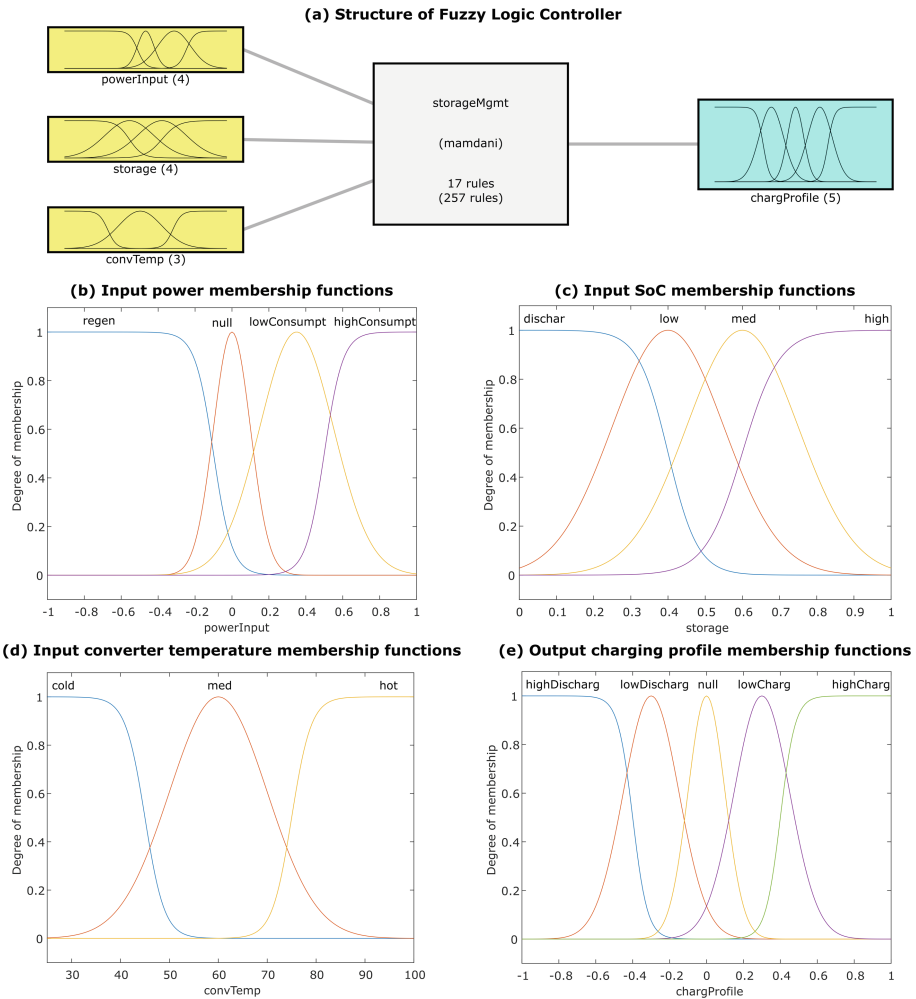 (a) Structure of Fuzzy Logic Controller
powerInput (4)
storage (4)
convTemp (3)
storageMgmt
(mamdani)
17 rules
(257 rules)
chargProfile (5)
(b) Input power membership functions
regen null lowConsumpt highConsumpt
Degree of membership
1
0.8
0.6
0.4
0.2
0
-1 -0.8 -0.6 -0.4 -0.2 0 0.2 0.4 0.6 0.8 1
powerInput
(c) Input SoC membership functions
dischar low med high
Degree of membership
1
0.8
0.6
0.4
0.2
0
0 0.1 0.2 0.3 0.4 0.5 0.6 0.7 0.8 0.9 1
storage
(d) Input converter temperature membership functions
cold med hot
Degree of membership
1
0.8
0.6
0.4
0.2
0
30 40 50 60 70 80 90 100
convTemp
(e) Output charging profile membership functions
highDischarg lowDischarg null lowCharg highCharg
Degree of membership
1
0.8
0.6
0.4
0.2
0
-1 -0.8 -0.6 -0.4 -0.2 0 0.2 0.4 0.6 0.8 1
chargProfile